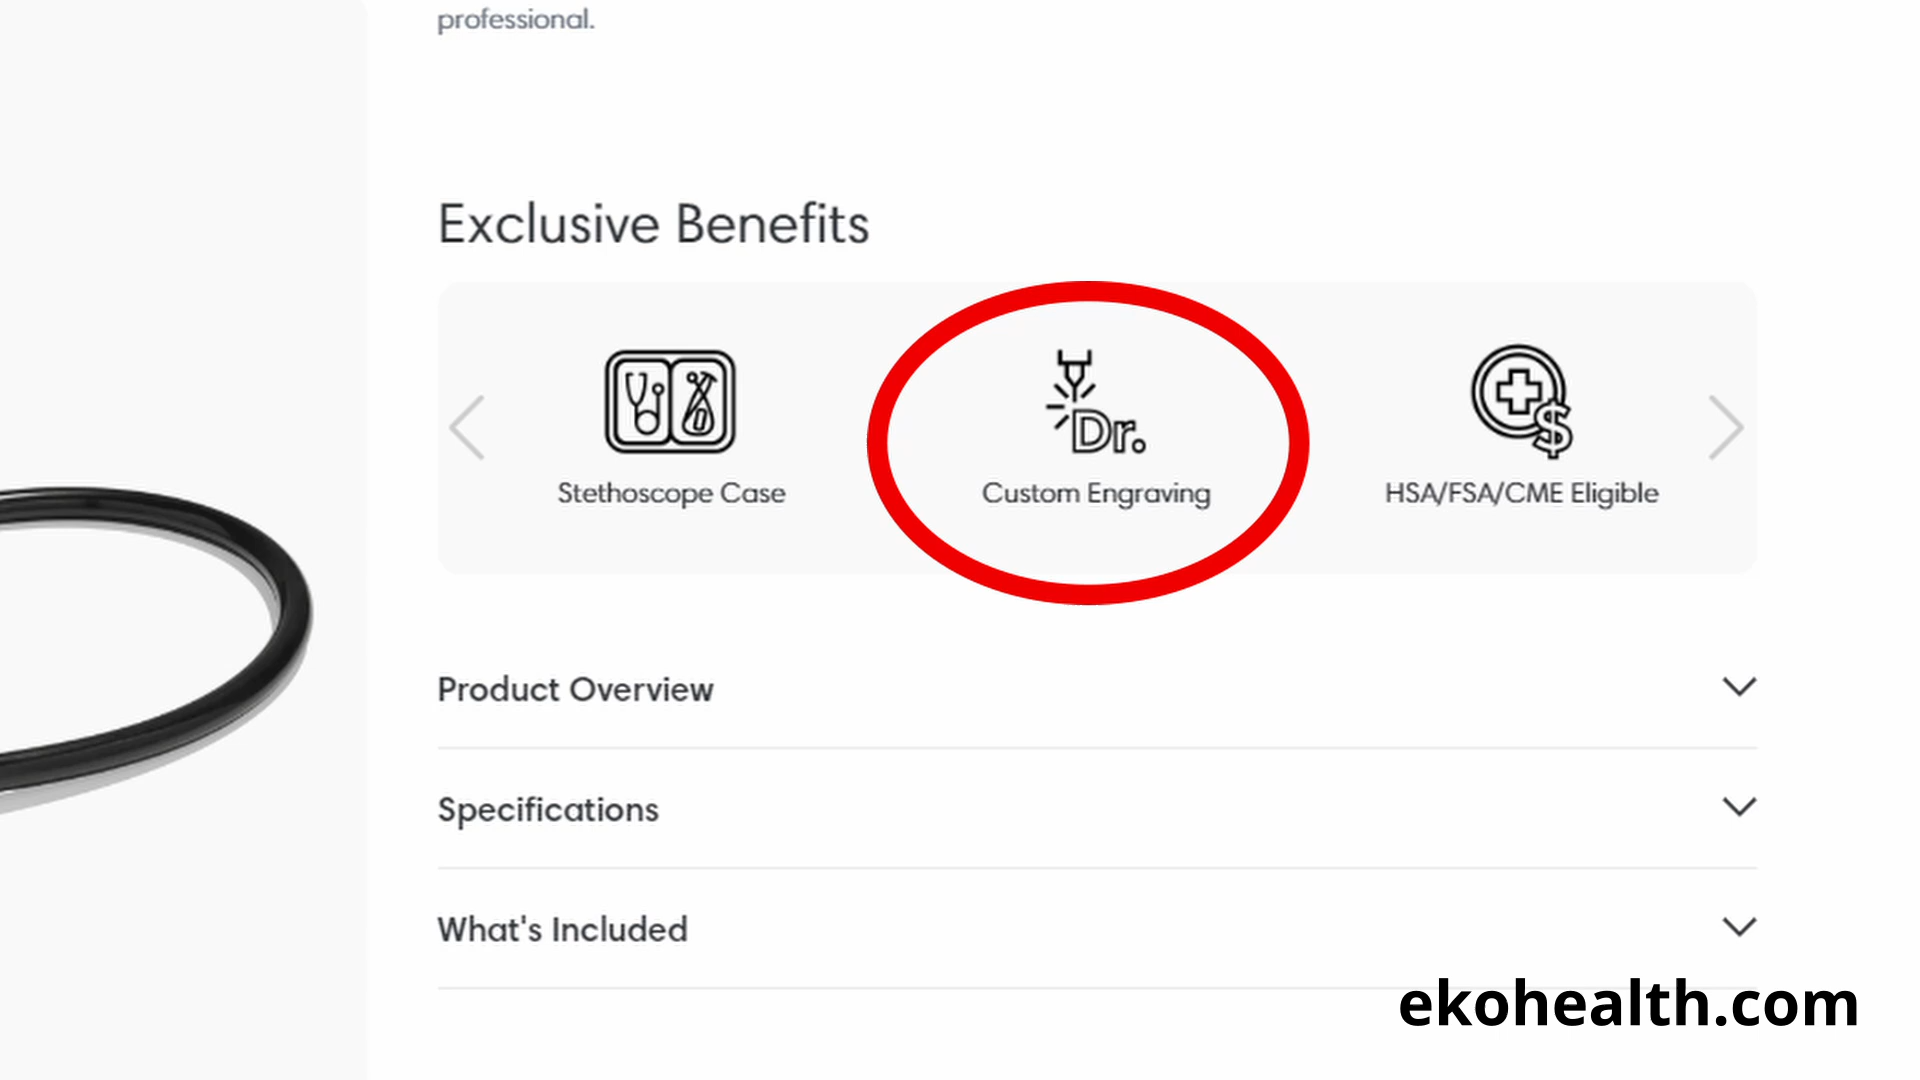 professional.
Exclusive Benefits
Dr.
Stethoscope Case
Custom Engraving
$
HSA/FSA/CME Eligible
Product Overview
Specifications
What's Included
ekohealth.com